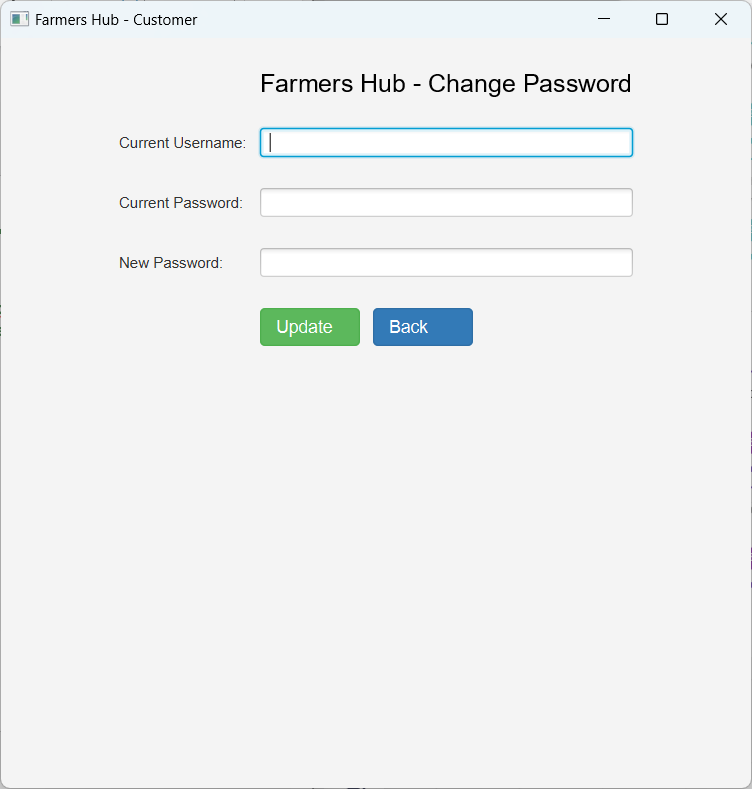 Farmers Hub - Customer
Farmers Hub - Change Password
Current Username:
Current Password:
New Password:
Update Back